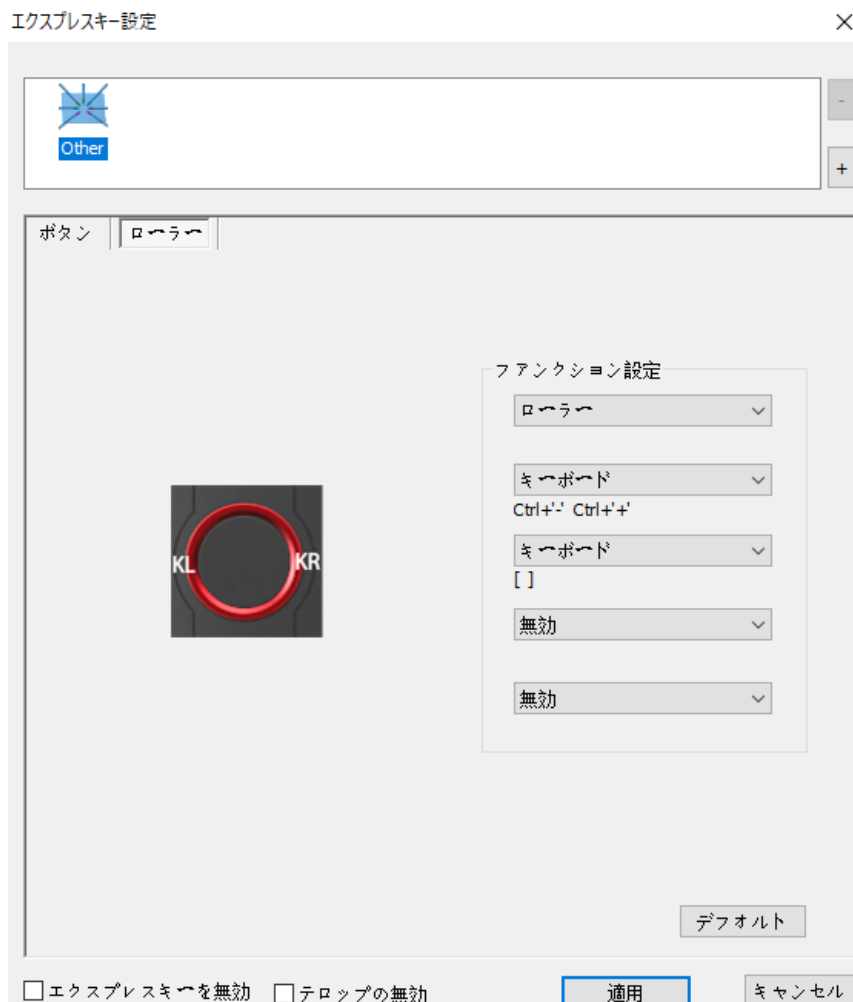 エクスプレスキー設定
Other
-
+
ボタン ローラー
ファンクション設定
ローラー
キーボード
Ctrl+'-' Ctrl+'+'
キーボード
[ ]
無効
無効
KL KR
デフォルト
エクスプレスキーを無効 テロップの無効 適用 キャンセル